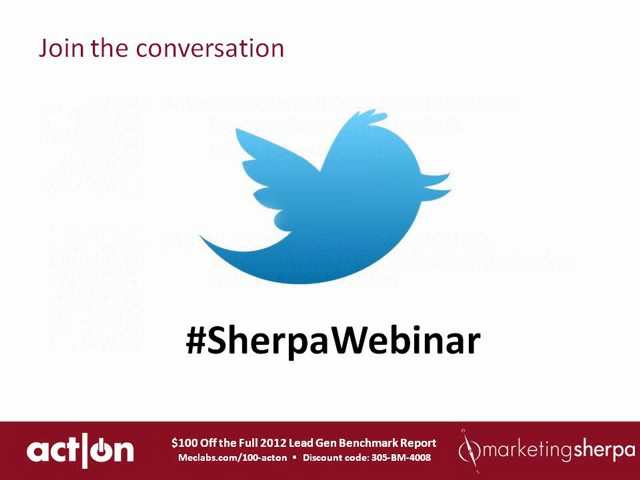 Join the conversation
#SherpaWebinar
act|on
$100 Off the Full 2012 Lead Gen Benchmark Report
Meclabs.com/100-acton ▪ Discount code: 305-BM-4008
marketingsherpa